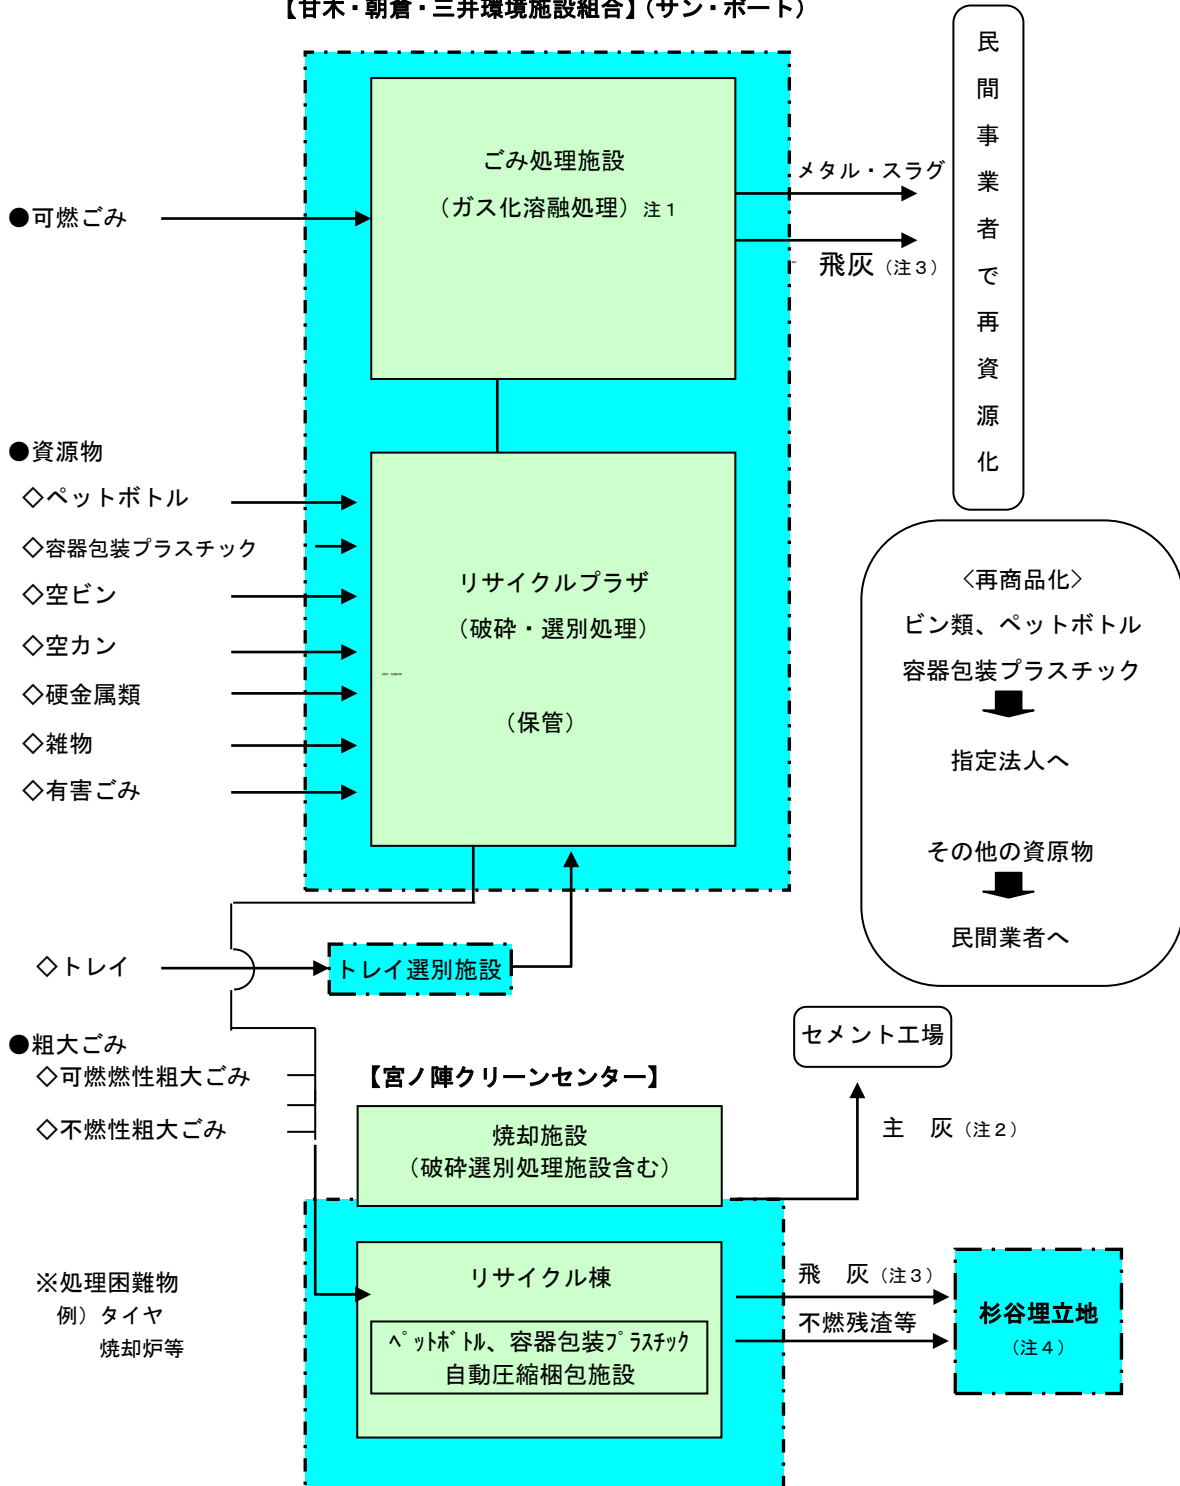 【甘木・朝倉・三井環境施設組合】（サン・ポート）
ごみ処理施設
（ガス化溶融処理）注１
●可燃ごみ
メタル・スラグ
飛灰（注３）
民間事業者で再資源化
●資源物
◇ペットボトル
◇容器包装プラスチック
◇空ビン
◇空カン
◇硬金属類
◇雑物
◇有害ごみ
リサイクルプラザ
（破砕・選別処理）
（保管）
〈再商品化〉
ビン類、ペットボトル
容器包装プラスチック
指定法人へ
その他の資原物
民間業者へ
◇トレイ
トレイ選別施設
●粗大ごみ
◇可燃燃性粗大ごみ
◇不燃性粗大ごみ
セメント工場
【宮ノ陣クリーンセンター】
焼却施設
（破砕選別処理施設含む）
主　灰（注２）
リサイクル棟
ﾍﾟｯﾄﾎﾞﾄﾙ、容器包装ﾌﾟﾗｽﾁｯｸ
自動圧縮梱包施設
飛　灰（注３）
不燃残渣等
杉谷埋立地
（注４）
※処理困難物
例）タイヤ
焼却炉等